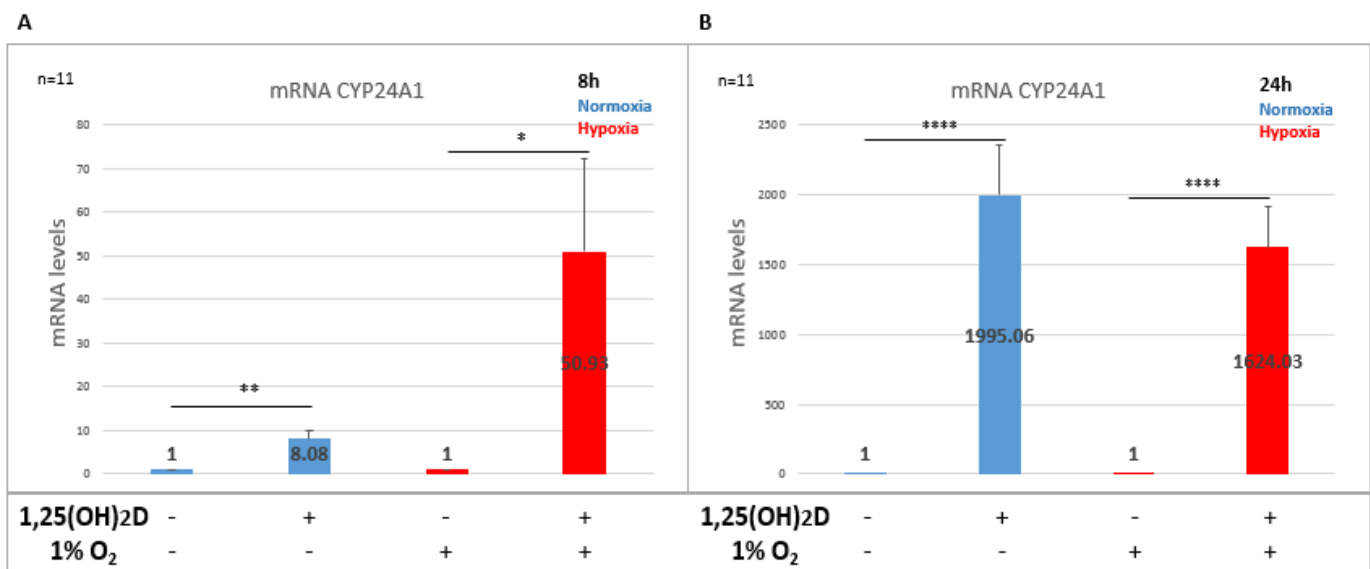 A
n=11
mRNA CYP24A1
8h
Normoxia
Hypoxia
mRNA levels
80
70
60
50
40
30
20
10
0
*
**
1
8.08
1
50.93
B
n=11
mRNA CYP24A1
24h
Normoxia
Hypoxia
mRNA levels
2500
2000
1500
1000
500
0
****
****
1
1995.06
1
1624.03
1,25(OH)2D - + - +
1% O₂ - - + +
1,25(OH)2D - + - +
1% O₂ - - + +